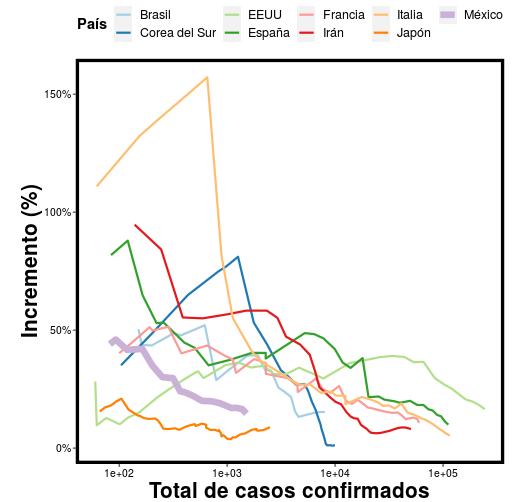 País
Brasil EEUU Francia Italia México
Corea del Sur España Irán Japón
Incremento (%)
150%
100%
50%
0%
1e+02 1e+03 1e+04 1e+05
Total de casos confirmados